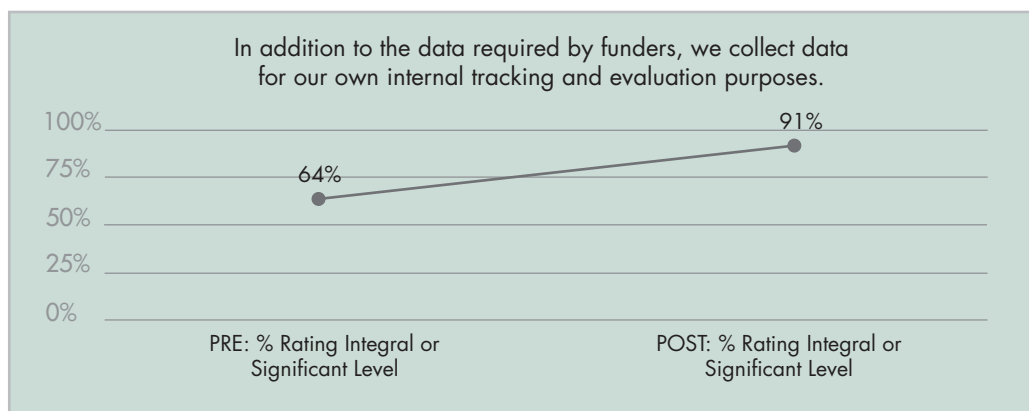 In addition to the data required by funders, we collect data
for our own internal tracking and evaluation purposes.
100%
91%
75%
64%
50%
25%
0%
PRE: % Rating Integral or
Significant Level
POST: % Rating Integral or
Significant Level